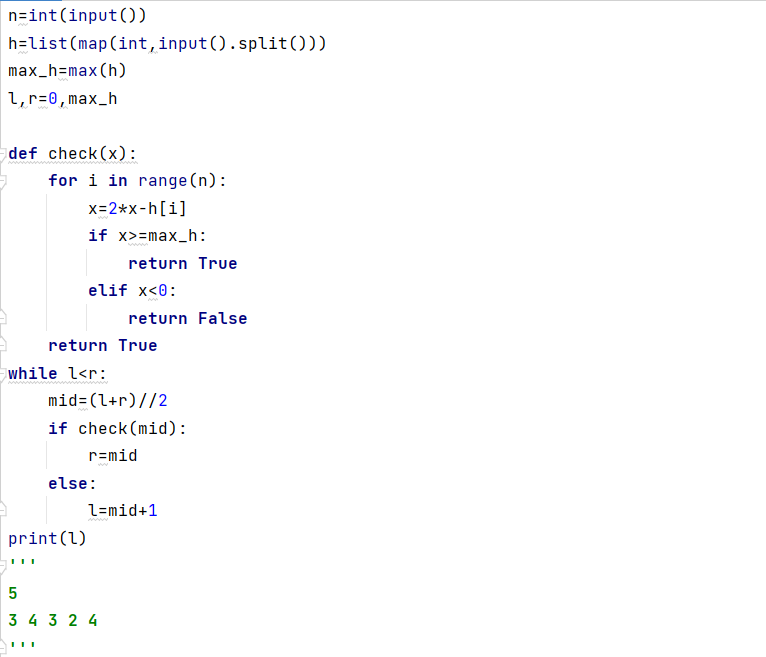 n=int(input())
h=list(map(int,input().split()))
max_h=max(h)
l,r=0,max_h

def check(x):
    for i in range(n):
        x=2*x-h[i]
        if x>=max_h:
            return True
        elif x<0:
            return False
    return True
while l<r:
    mid=(l+r)//2
    if check(mid):
        r=mid
    else:
        l=mid+1
print(l)
'''
5
3 4 3 2 4
'''